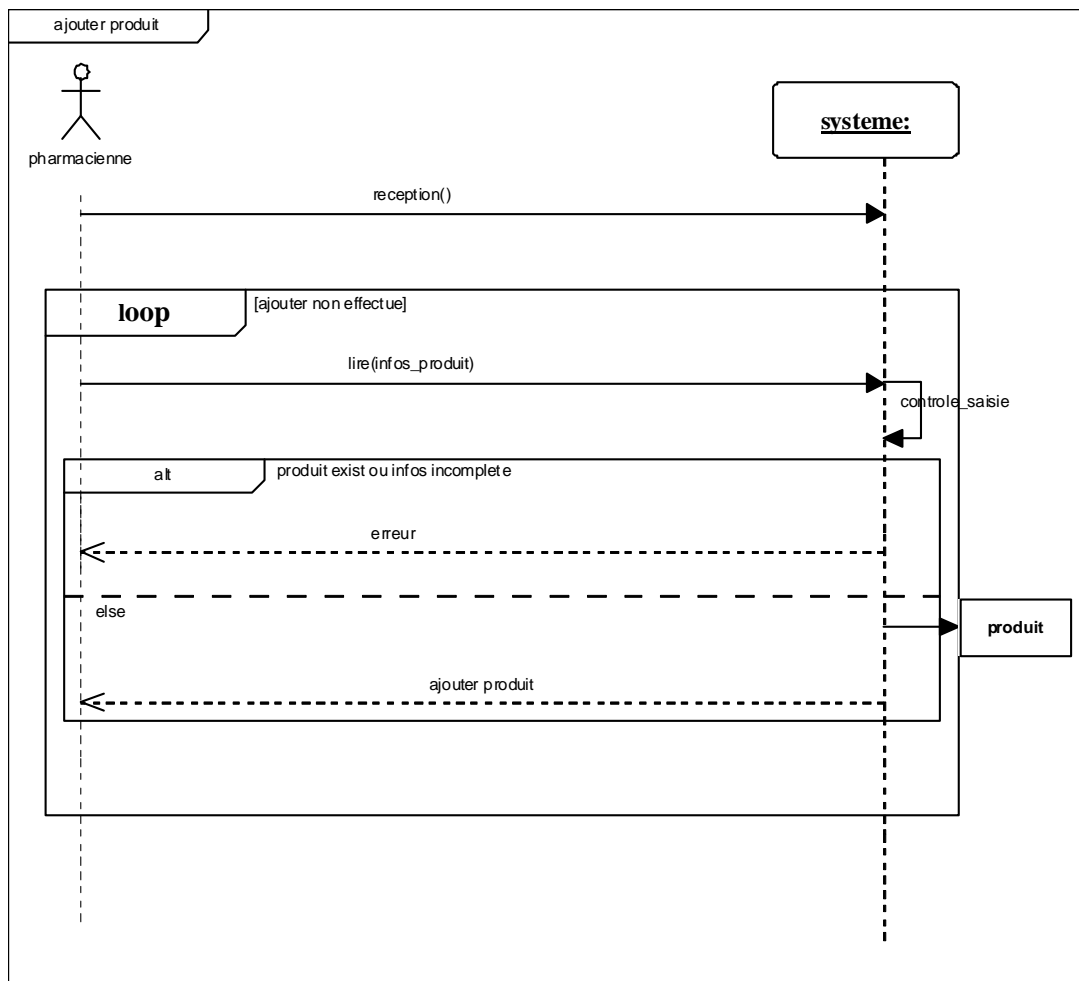 ajouter produit
pharmacienne
systeme:
reception()
loop
[ajouter non effectue]
lire(infos_produit)
controle_saisie
alt
produit exist ou infos incomplete
erreur
else
produit
ajouter produit